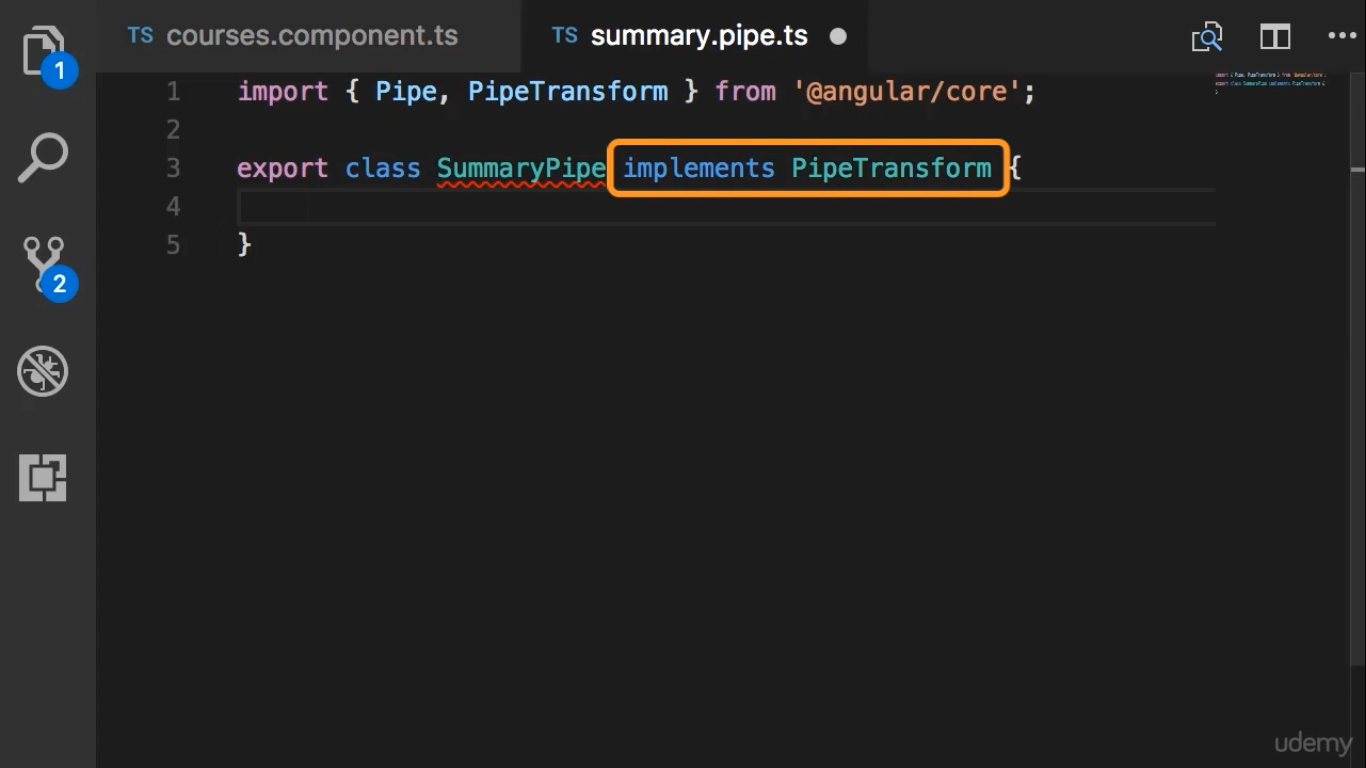 TS courses.component.ts TS summary.pipe.ts
1
1 import { Pipe, PipeTransform } from '@angular/core';
2
3 export class SummaryPipe implements PipeTransform {
4
5 }
2
udemy